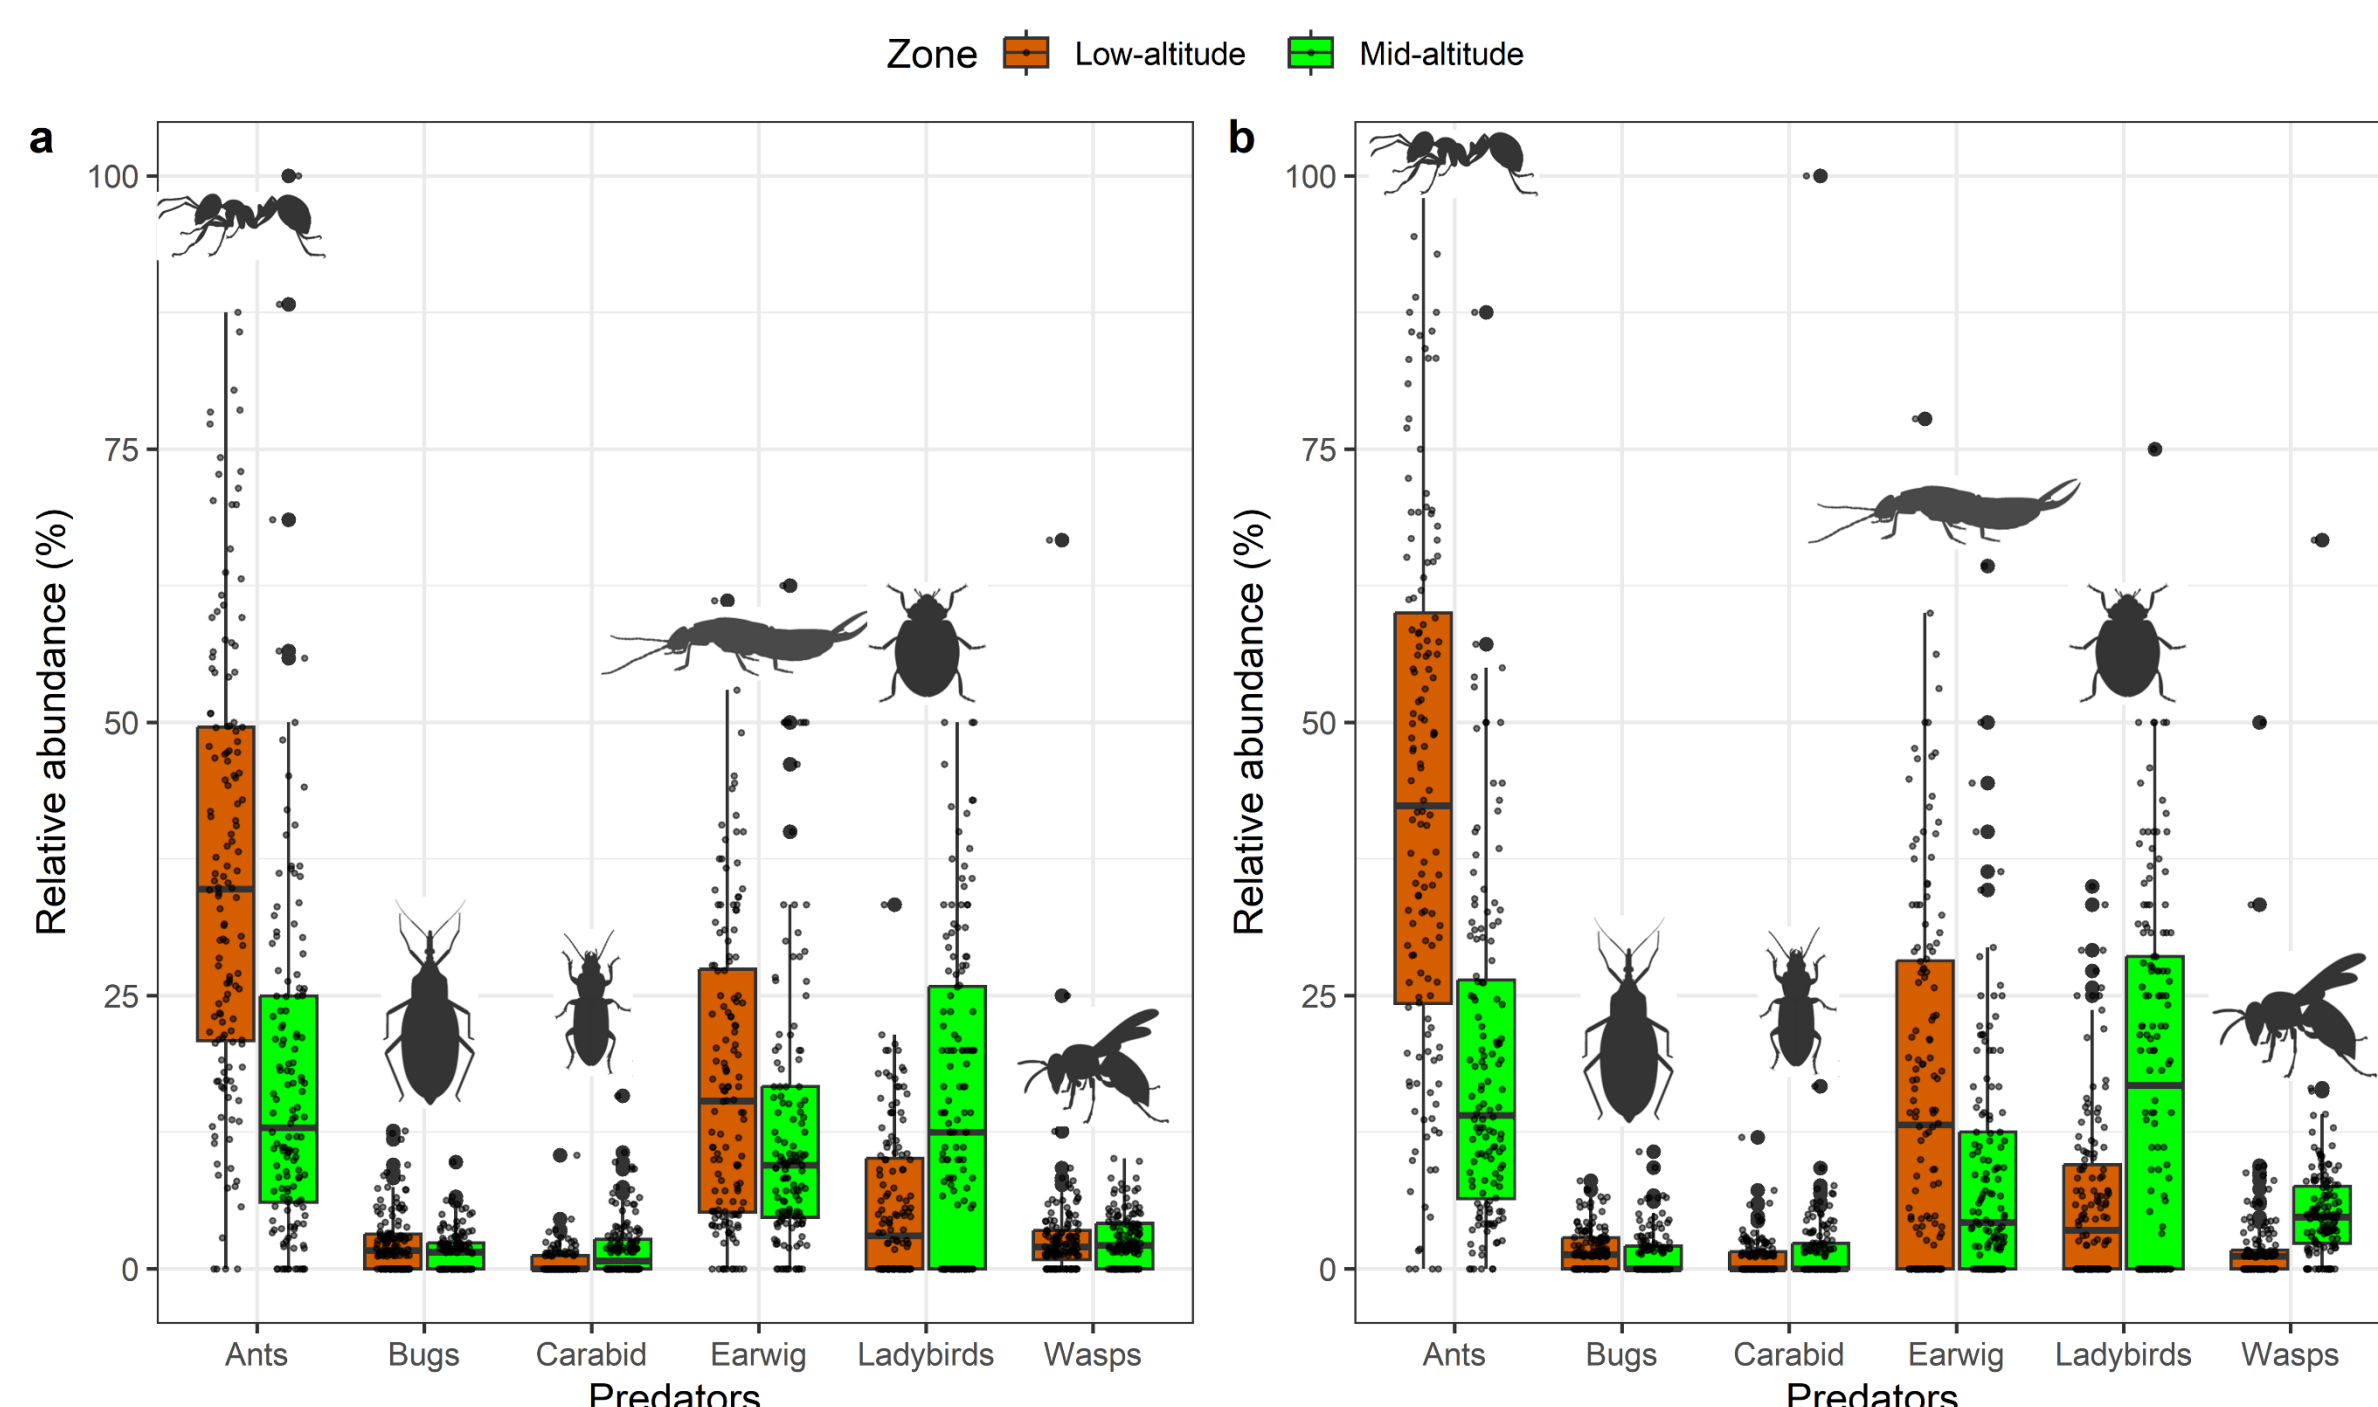 Zone Low-altitude Mid-altitude
a
Relative abundance (%)
100
75
50
25
0
Ants Bugs Carabid Earwig Ladybirds Wasps
Predators
b
Relative abundance (%)
100
75
50
25
0
Ants Bugs Carabid Earwig Ladybirds Wasps
Predators